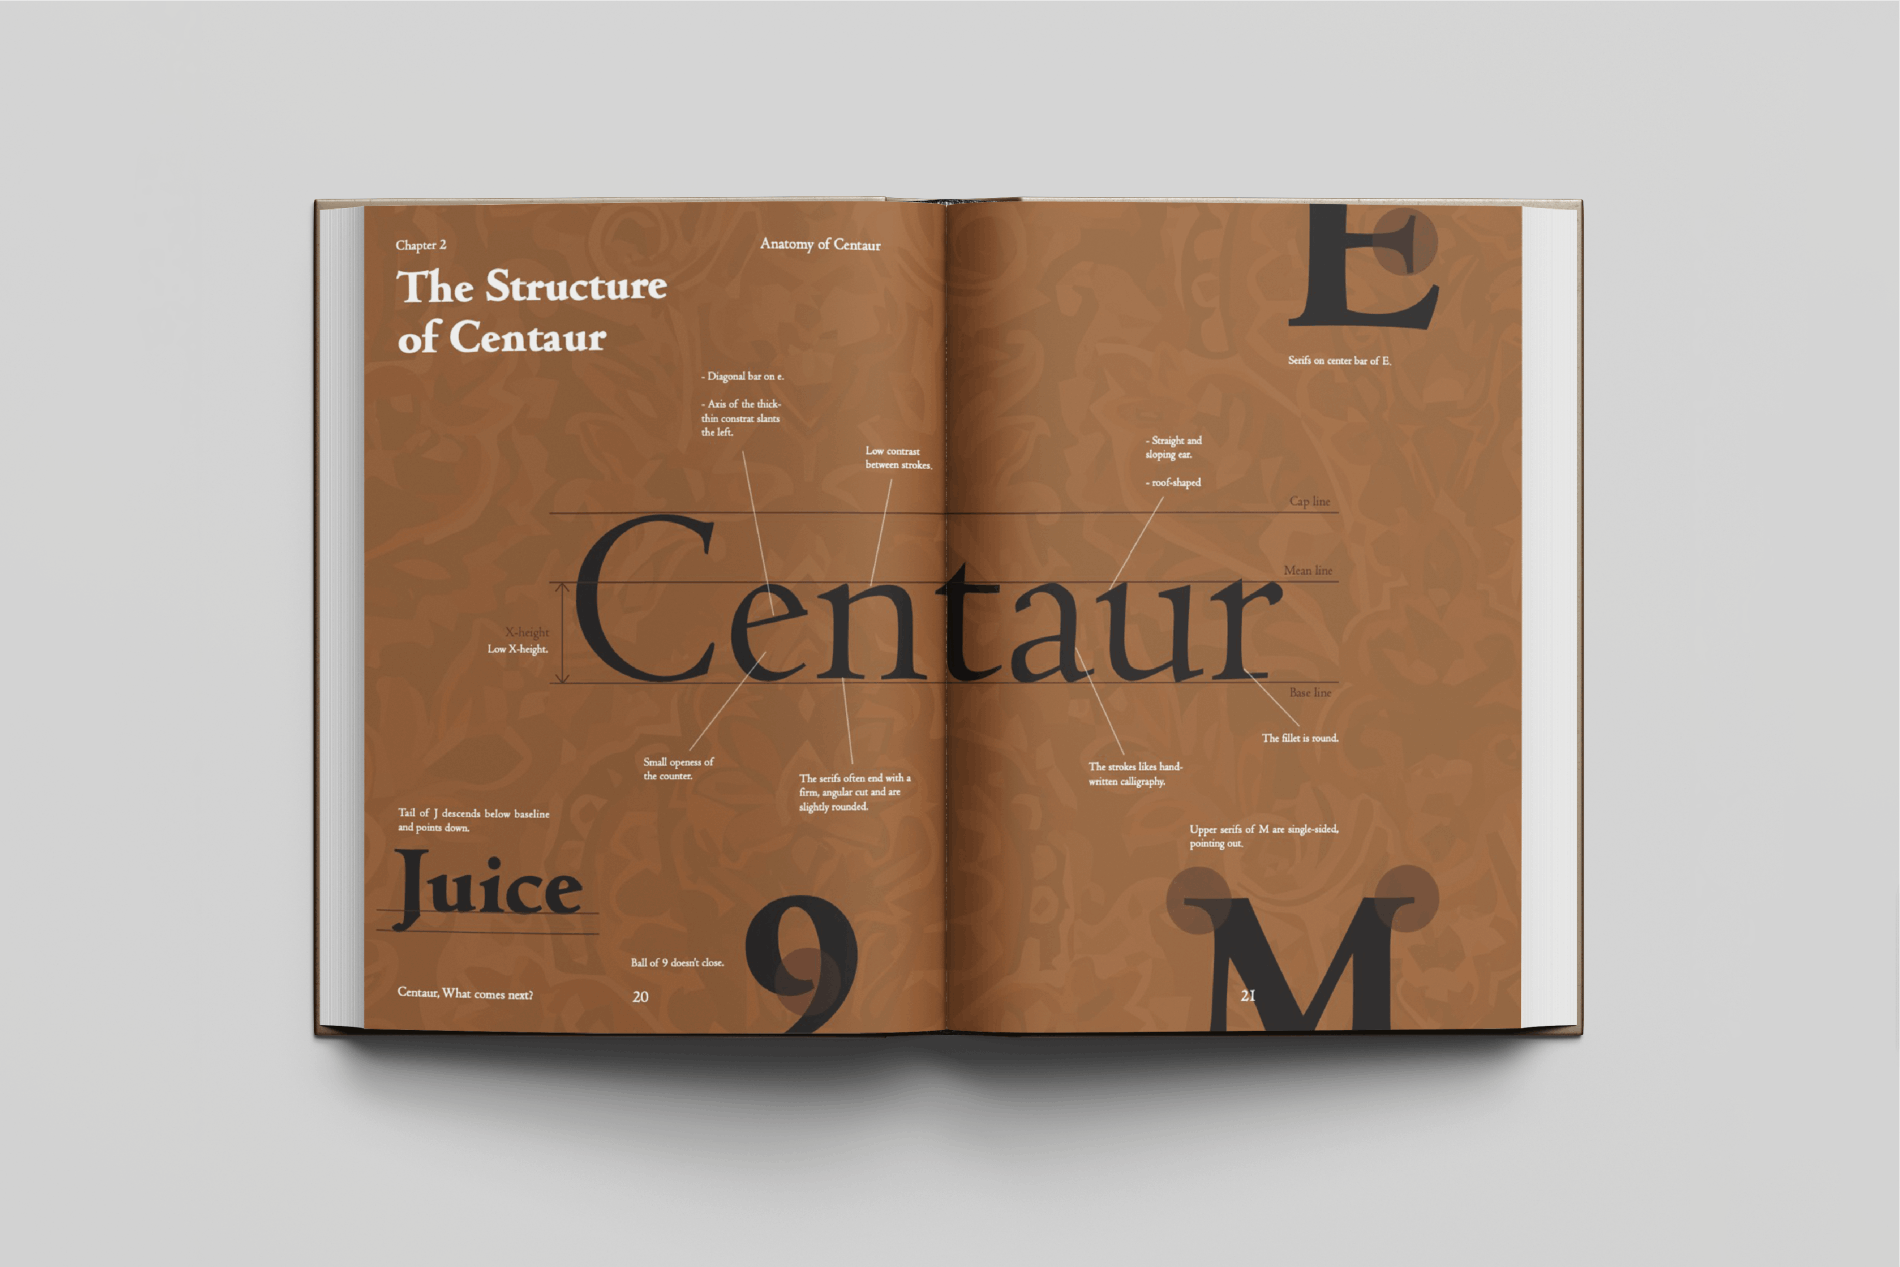 Chapter 2
Anatomy of Centaur
The Structure
of Centaur
- Diagonal bar on e.
- Axis of the thick-
thin constrat slants
the left.
Low contrast
between strokes.
X-height
Low X-height.
Centaur
Small openess of
the counter.
The serifs often end with a
firm, angular cut and are
slightly rounded.
Tail of J descends below baseline
and points down.
Juice
Ball of 9 doesn't close.
9
Centaur, What comes next?
20
E
Serifs on center bar of E.
- Straight and
sloping ear.
- roof-shaped
Cap line
Mean line
Base line
The fillet is round.
The strokes likes hand-
written calligraphy.
Upper serifs of M are single-sided,
pointing out.
M
21